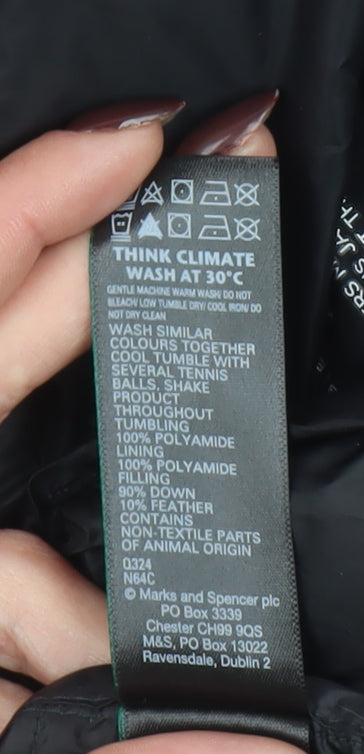 THINK CLIMATE
WASH AT 30°C
GENTLE MACHINE WARM WASH/ DO NOT
BLEACH/ LOW TUMBLE DRY/ COOL IRON/ DO
NOT DRY CLEAN
WASH SIMILAR
COLOURS TOGETHER
COOL TUMBLE WITH
SEVERAL TENNIS
BALLS, SHAKE
PRODUCT
THROUGHOUT
TUMBLING
100% POLYAMIDE
LINING
100% POLYAMIDE
FILLING
90% DOWN
10% FEATHER
CONTAINS
NON-TEXTILE PARTS
OF ANIMAL ORIGIN
Q324
N64C
© Marks and Spencer plc
PO Box 3339
Chester CH99 9QS
M&S, PO Box 13022
Ravensdale, Dublin 2